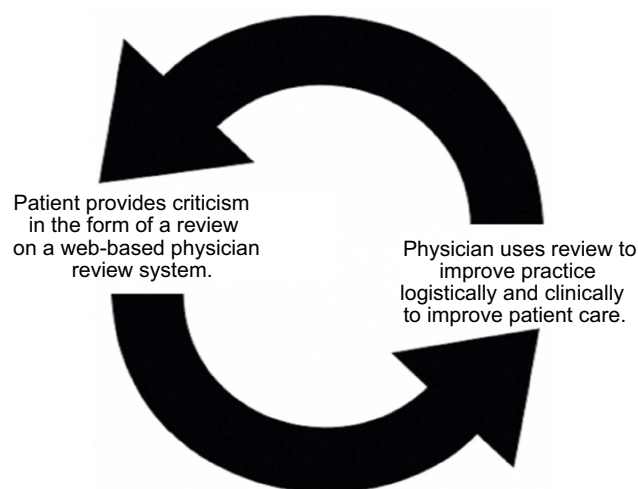 Patient provides criticism
in the form of a review
on a web-based physician
review system.
Physician uses review to
improve practice
logistically and clinically
to improve patient care.